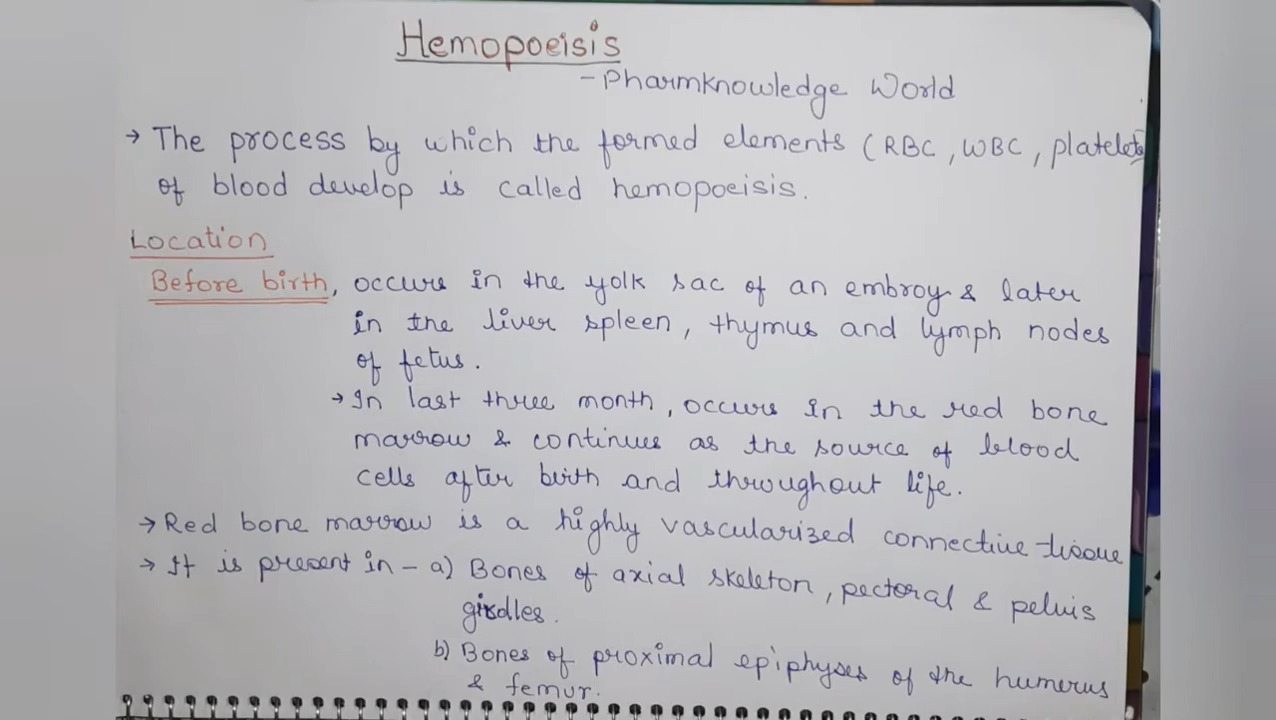 Hemopoeisis
- Pharmknowledge World
→ The process by which the formed elements (RBC, WBC, platelets)
of blood develop is called hemopoeisis.
Location
Before birth, occurs in the yolk sac of an embroy & later
in the liver spleen, thymus and lymph nodes
of fetus.
→ In last three month, occurs in the red bone
marrow & continues as the source of blood
cells after birth and throughout life.
→ Red bone marrow is a highly vascularized connective tissue
→ It is present in - a) Bones of axial skeleton, pectoral & pelvis
girdles.
b) Bones of proximal epiphyses of the humerus
& femur.